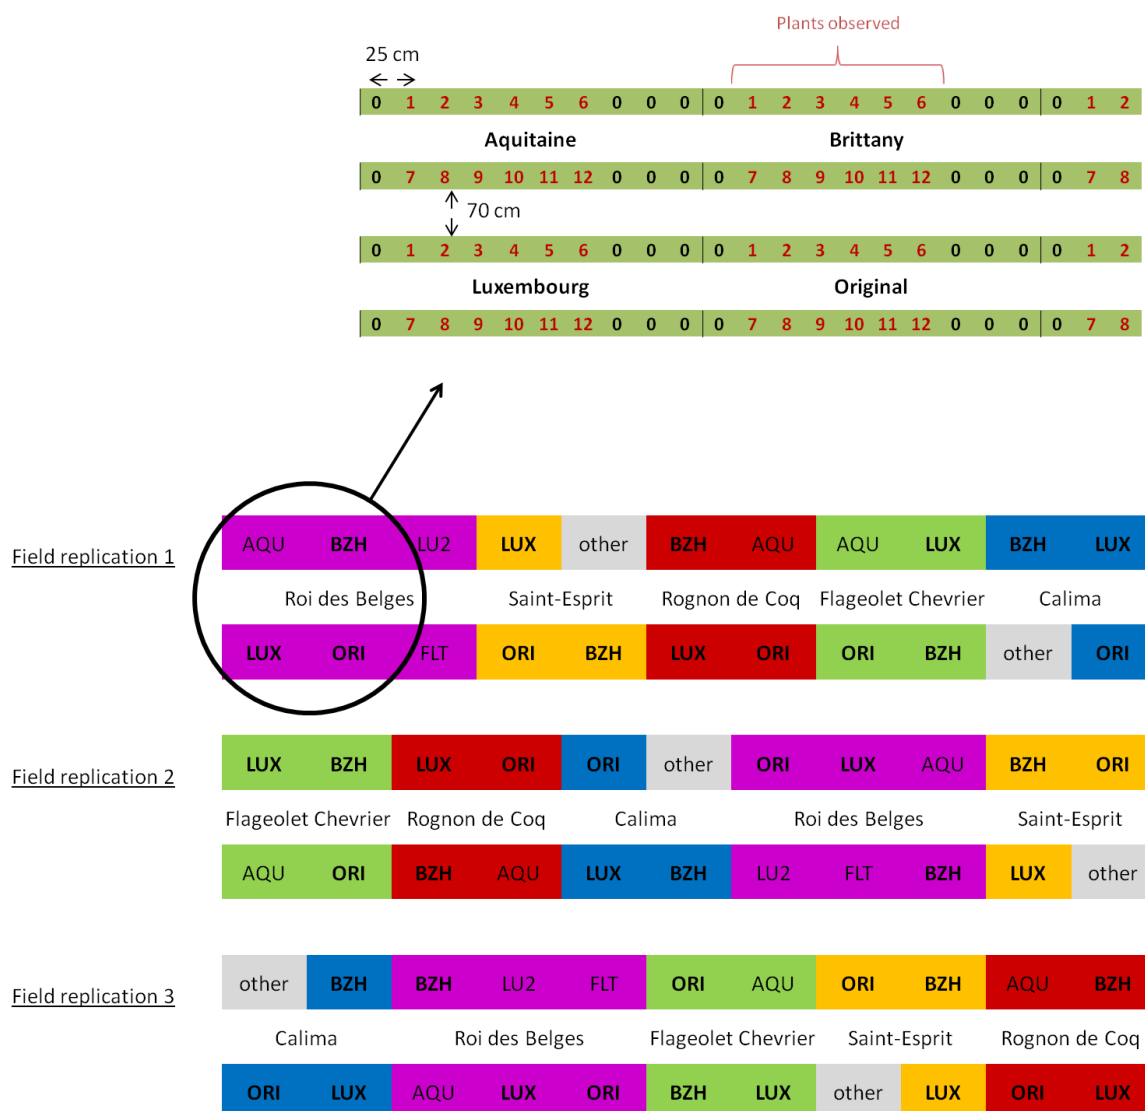 Plants observed
25 cm
0 1 2 3 4 5 6 0 0 0 0 1 2 3 4 5 6 0 0 0 0 1 2
Aquitaine Brittany
0 7 8 9 10 11 12 0 0 0 0 7 8 9 10 11 12 0 0 0 0 7 8
70 cm
0 1 2 3 4 5 6 0 0 0 0 1 2 3 4 5 6 0 0 0 0 1 2
Luxembourg Original
0 7 8 9 10 11 12 0 0 0 0 7 8 9 10 11 12 0 0 0 0 7 8
AQU BZH LU2 LUX other BZH AQU AQU LUX BZH LUX
Field replication 1
Roi des Belges Saint-Esprit Rognon de Coq Flageolet Chevrier Calima
LUX ORI FLT ORI BZH LUX ORI ORI BZH other ORI
LUX BZH LUX ORI ORI other ORI LUX AQU BZH ORI
Field replication 2
Flageolet Chevrier Rognon de Coq Calima Roi des Belges Saint-Esprit
AQU ORI BZH AQU LUX BZH LU2 FLT BZH LUX other
other BZH BZH LU2 FLT ORI AQU ORI BZH AQU BZH
Field replication 3
Calima Roi des Belges Flageolet Chevrier Saint-Esprit Rognon de Coq
ORI LUX AQU LUX ORI BZH LUX other LUX ORI LUX